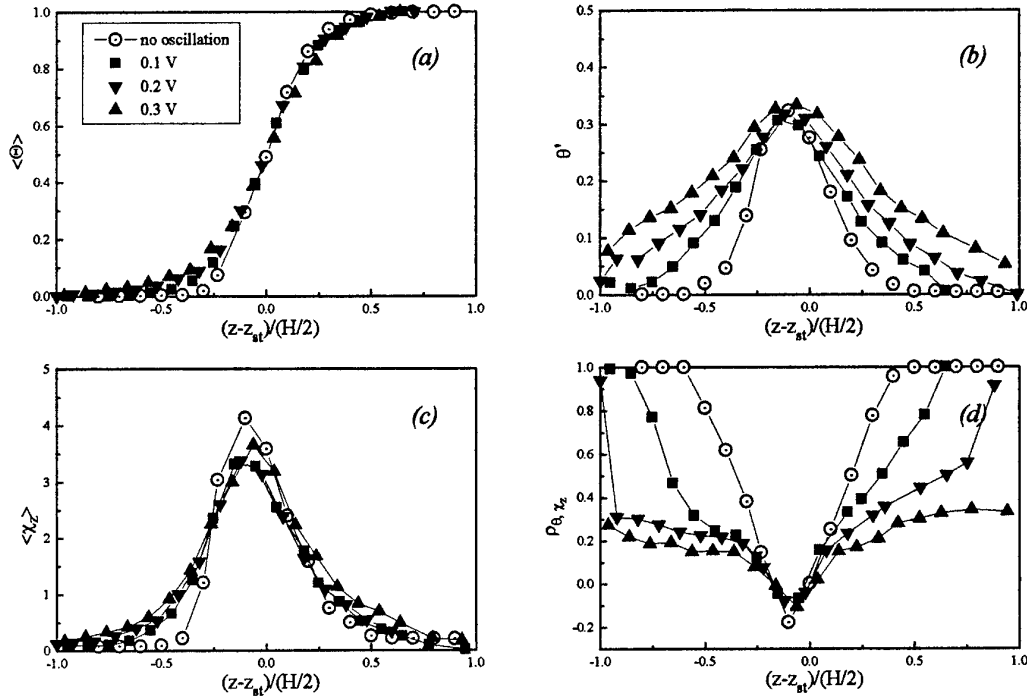 1.0
0.8
0.6
0.4
0.2
0.0
<Θ>
no oscillation
0.1 V
0.2 V
0.3 V
(a)
-1.0
-0.5
0.0
0.5
1.0
(z-z_st)/(H/2)
0.5
0.4
0.3
0.2
0.1
0.0
θ'
(b)
-1.0
-0.5
0.0
0.5
1.0
(z-z_st)/(H/2)
5
4
3
2
1
0
<χ_z>
(c)
-1.0
-0.5
0.0
0.5
1.0
(z-z_st)/(H/2)
1.0
0.8
0.6
0.4
0.2
0.0
-0.2
ρ_θ, χ_z
(d)
-1.0
-0.5
0.0
0.5
1.0
(z-z_st)/(H/2)